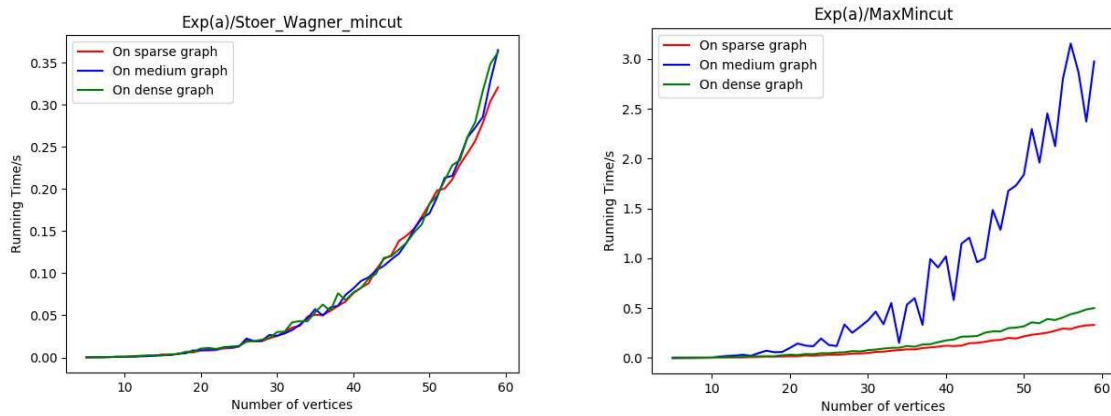 Exp(a)/Stoer_Wagner_mincut
On sparse graph
On medium graph
On dense graph
Running Time/s
0.35
0.30
0.25
0.20
0.15
0.10
0.05
0.00
10 20 30 40 50 60
Number of vertices
Exp(a)/MaxMincut
On sparse graph
On medium graph
On dense graph
Running Time/s
3.0
2.5
2.0
1.5
1.0
0.5
0.0
10 20 30 40 50 60
Number of vertices